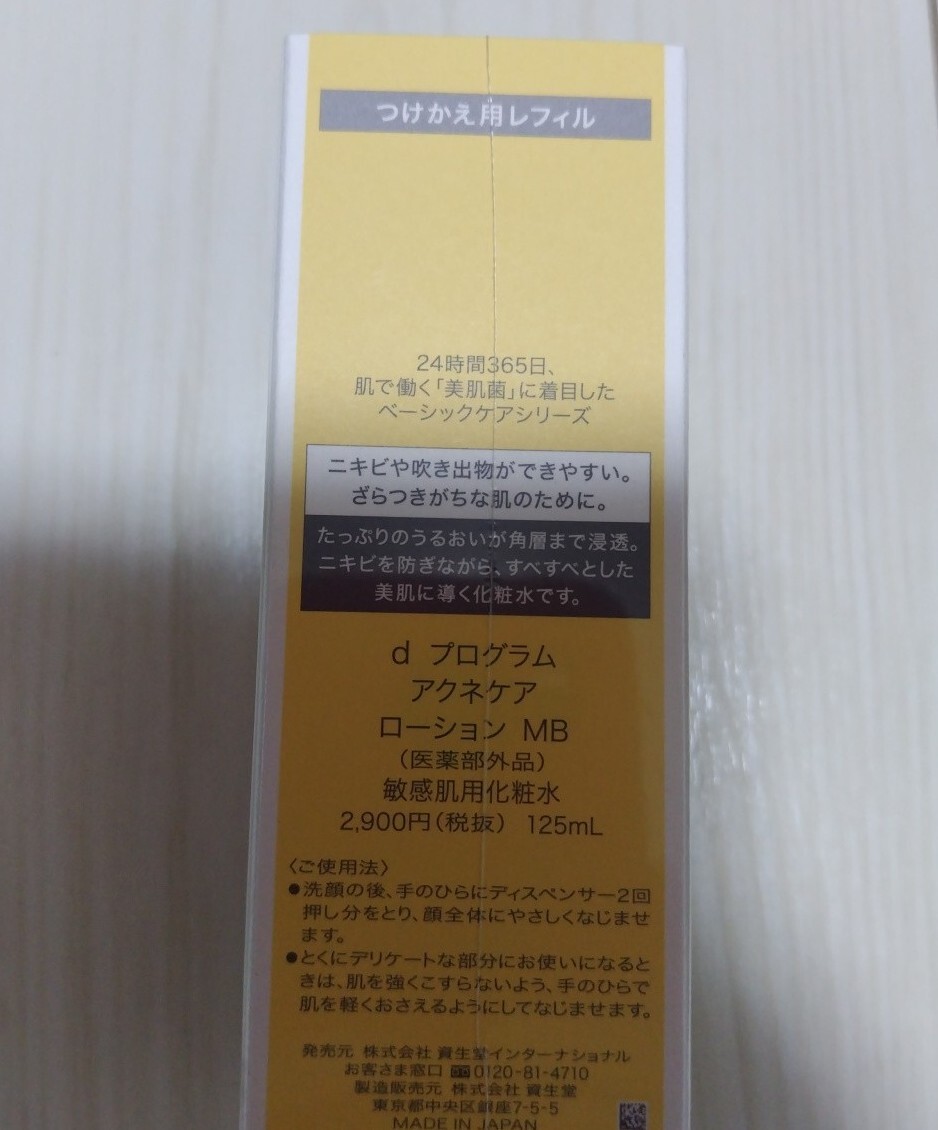 つけかえ用レフィル
24時間365日、
肌で働く「美肌菌」に着目した
ベーシックケアシリーズ
ニキビや吹き出物ができやすい。
ざらつきがちな肌のために。
たっぷりのうるおいが角層まで浸透。
ニキビを防ぎながら、すべすべとした
美肌に導く化粧水です。
d プログラム
アクネケア
ローション MB
（医薬部外品）
敏感肌用化粧水
2,900円（税抜） 125mL
〈ご使用法〉
●洗顔の後、手のひらにディスペンサー2回
押し分をとり、顔全体にやさしくなじませ
ます。
●とくにデリケートな部分にお使いになると
きは、肌を強くこすらないよう、手のひらで
肌を軽くおさえるようにしてなじませます。
発売元 株式会社 資生堂インターナショナル
お客さま窓口 0120-81-4710
製造販売元 株式会社 資生堂
東京都中央区銀座7-5-5
MADE IN JAPAN